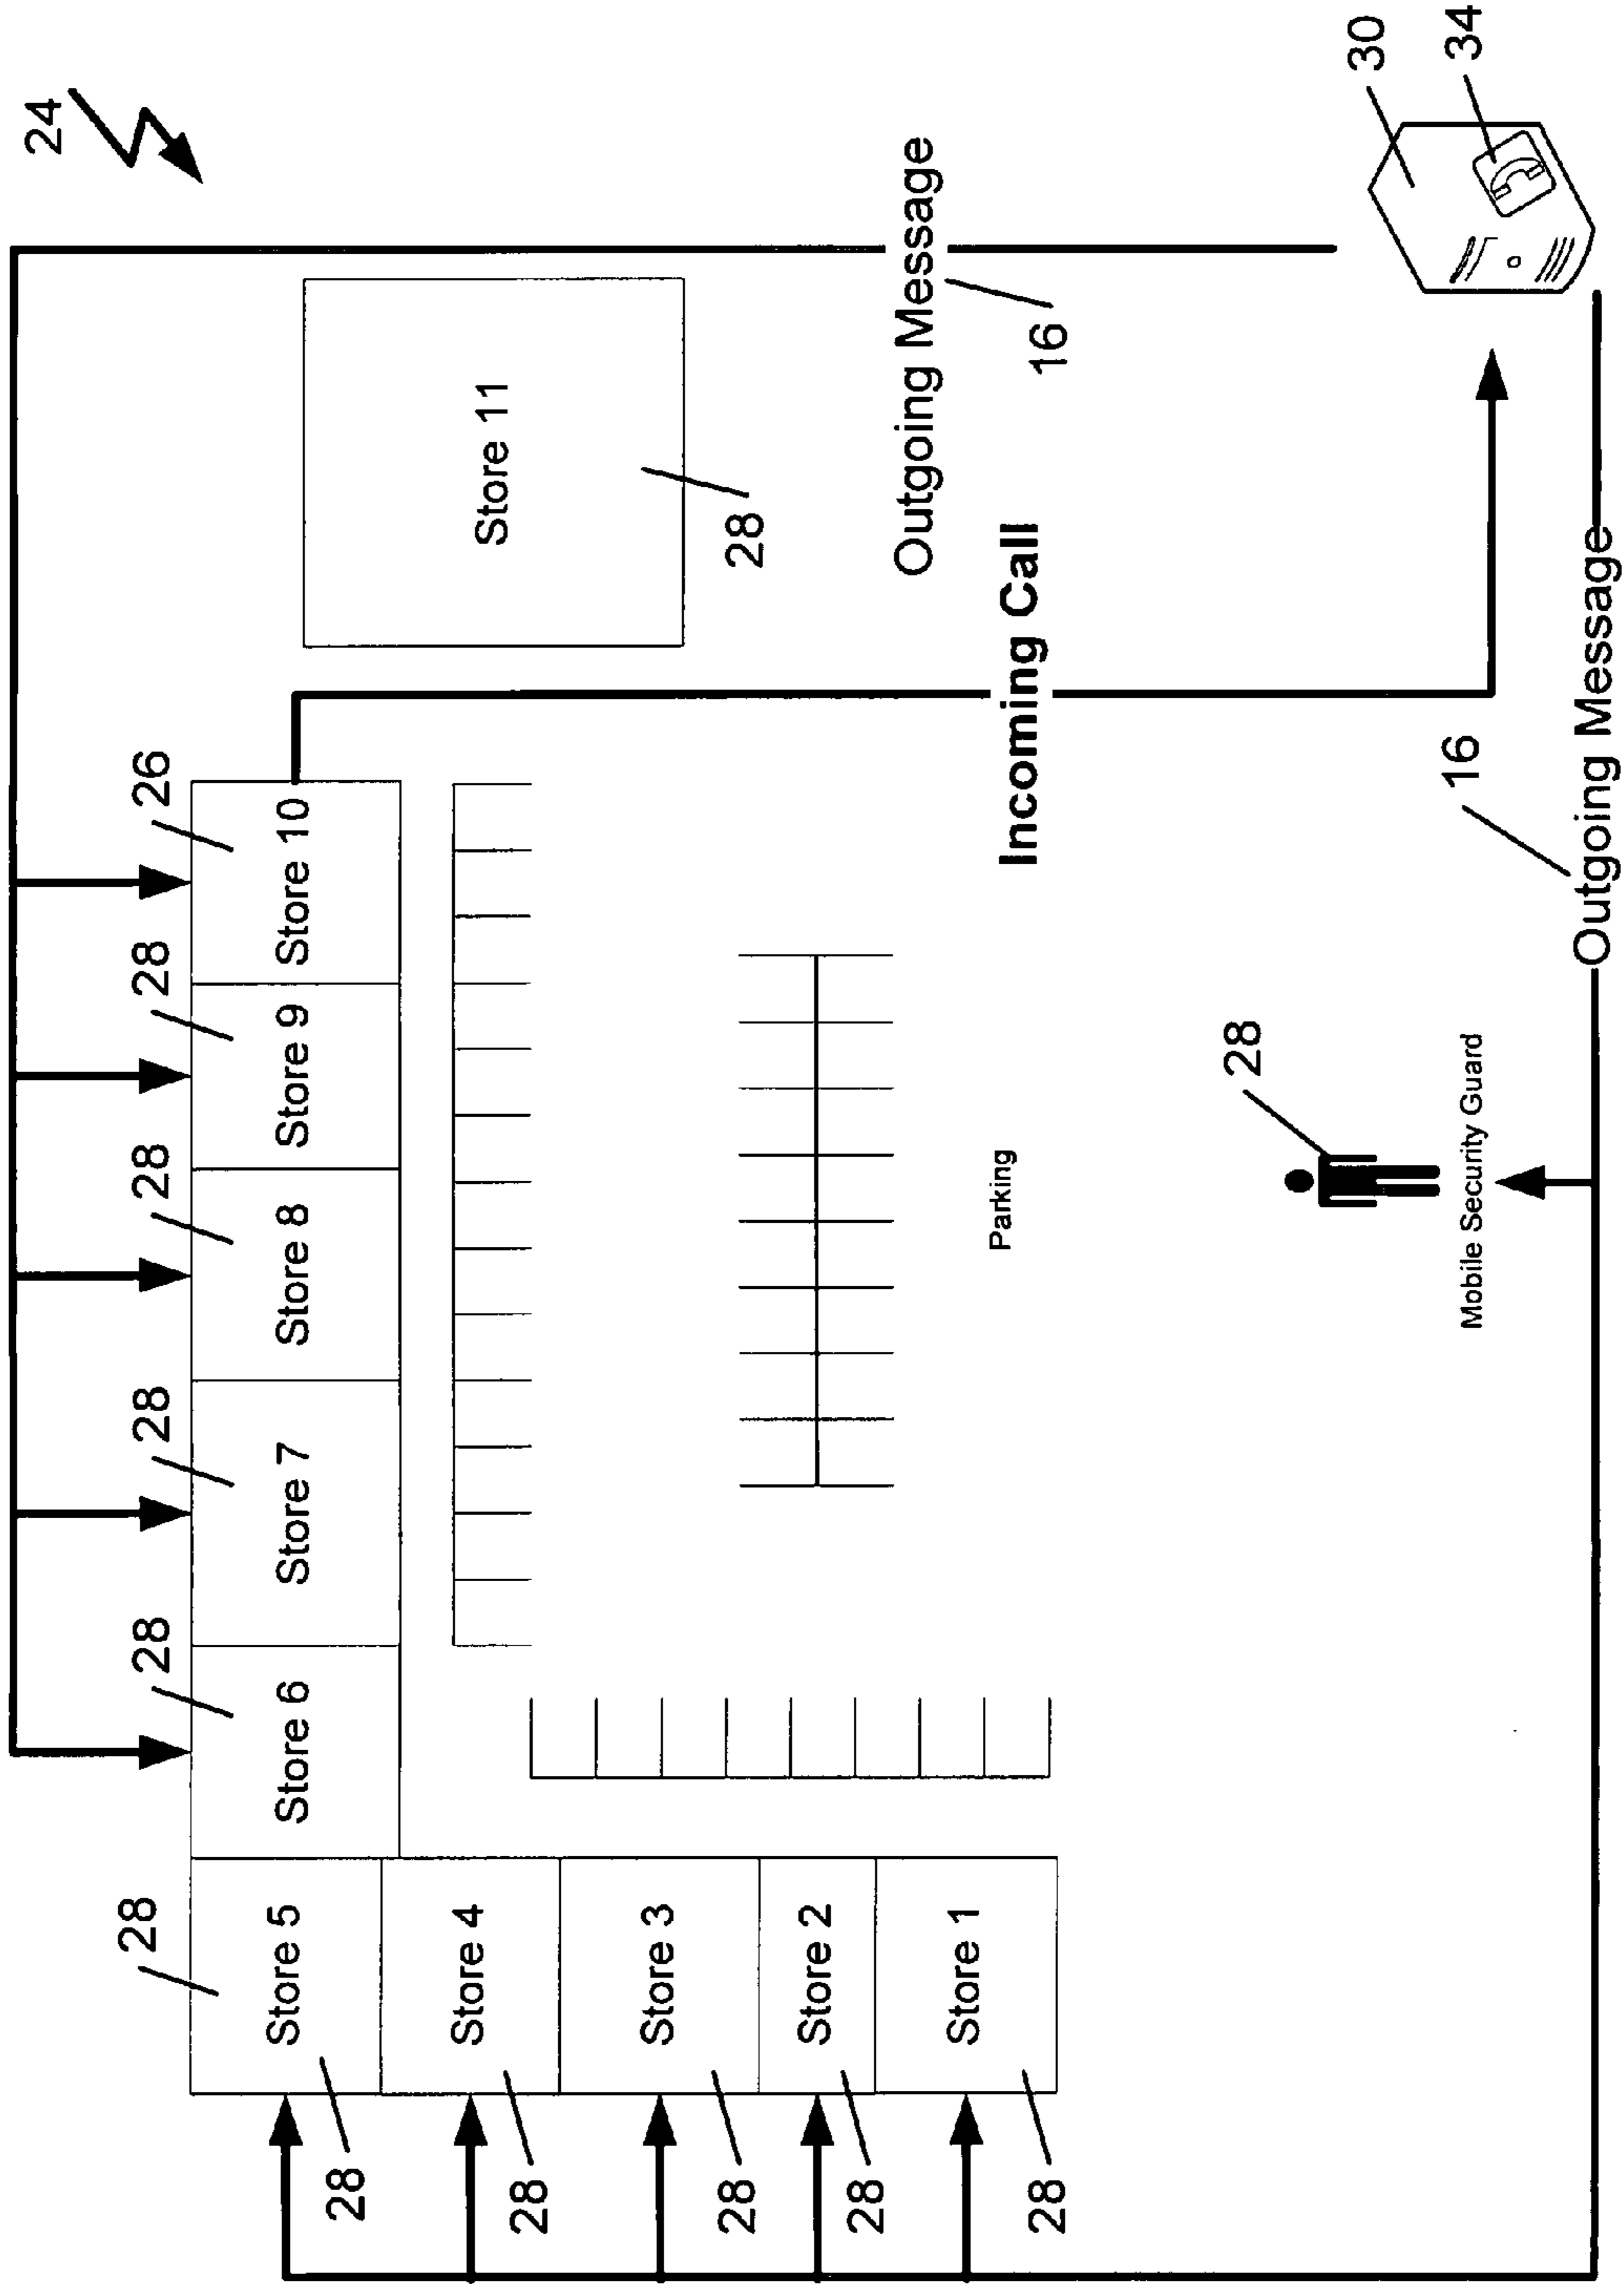 24
28
28
28
28
28
26
Store 5
Store 6
Store 7
Store 8
Store 9
Store 10
28
Store 4
Store 11
28
Store 3
28
28
Store 2
28
Outgoing Message
Store 1
Parking
Incoming Call
28
16
28
30
Mobile Security Guard
16
34
Outgoing Message